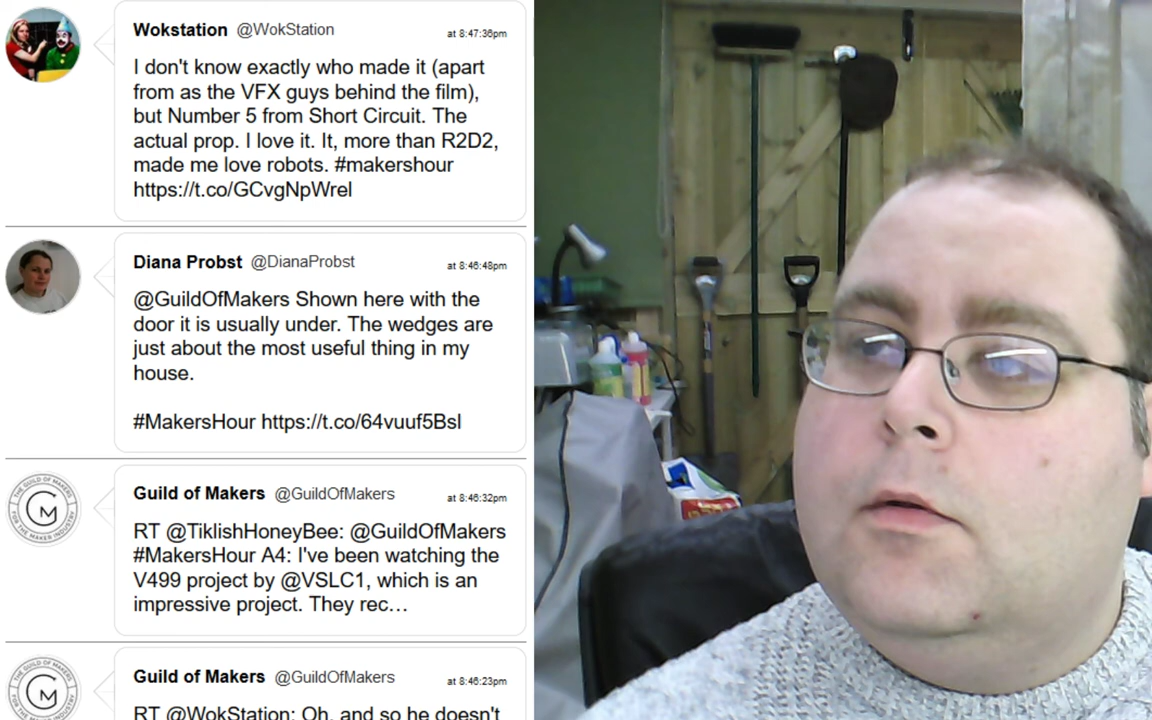 Wokstation @WokStation at 8:47:36pm
I don't know exactly who made it (apart
from as the VFX guys behind the film),
but Number 5 from Short Circuit. The
actual prop. I love it. It, more than R2D2,
made me love robots. #makershour
https://t.co/GCvgNpWrel
Diana Probst @DianaProbst at 8:46:48pm
@GuildOfMakers Shown here with the
door it is usually under. The wedges are
just about the most useful thing in my
house.
#MakersHour https://t.co/64vuuf5Bsl
Guild of Makers @GuildOfMakers at 8:46:32pm
RT @TiklishHoneyBee: @GuildOfMakers
#MakersHour A4: I've been watching the
V499 project by @VSLC1, which is an
impressive project. They rec…
Guild of Makers @GuildOfMakers at 8:46:23pm
RT @WokStation: Oh, and so he doesn't